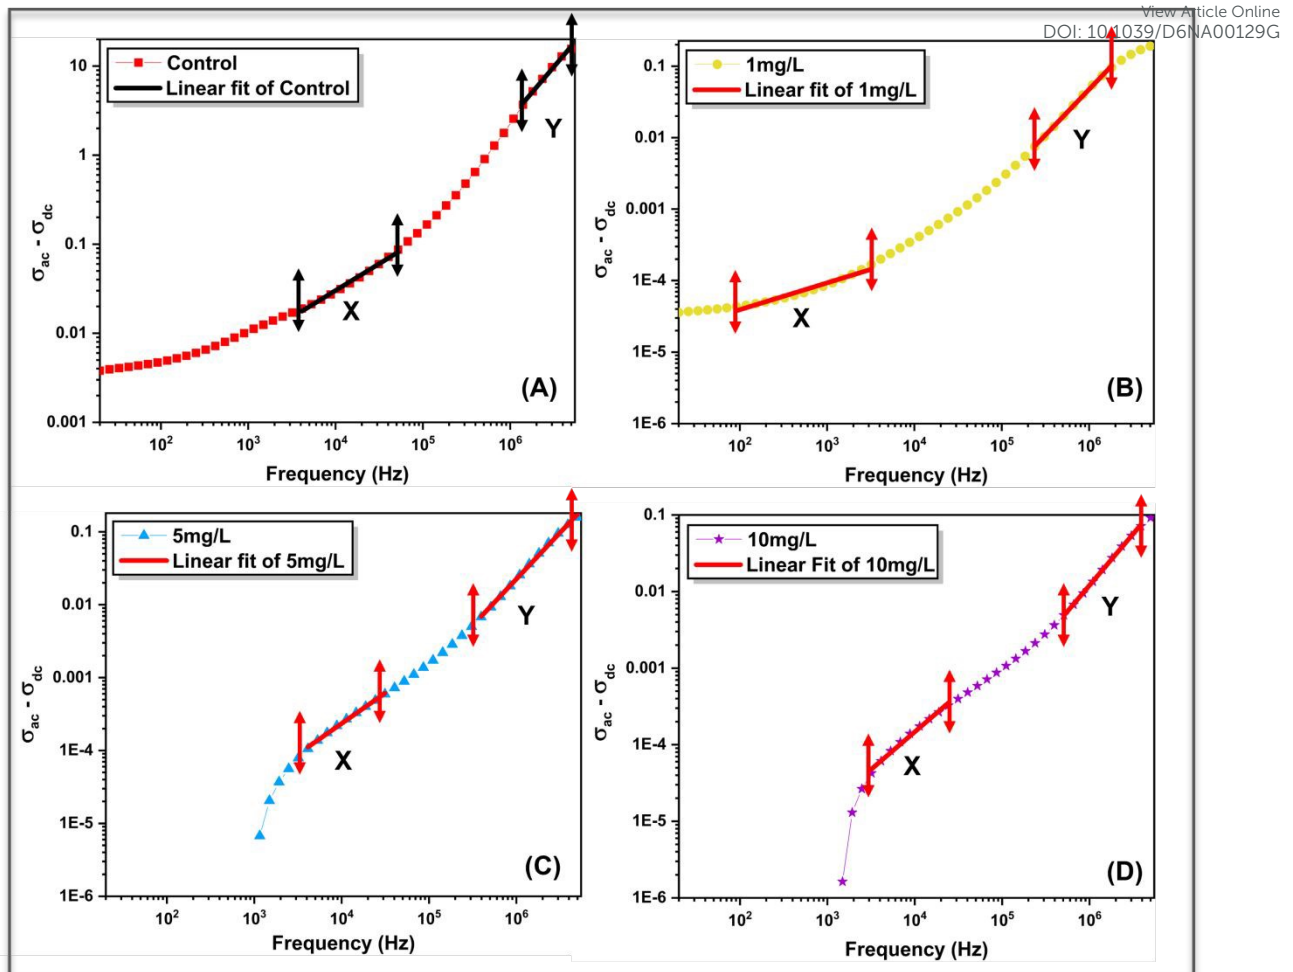 View Article Online
DOI: 10.1039/D6NA00129G
Control
Linear fit of Control
10
1
0.1
0.01
0.001
σac - σdc
X
Y
(A)
10² 10³ 10⁴ 10⁵ 10⁶
Frequency (Hz)
1mg/L
Linear fit of 1mg/L
0.1
0.01
0.001
1E-4
1E-5
1E-6
σac - σdc
X
Y
(B)
10² 10³ 10⁴ 10⁵ 10⁶
Frequency (Hz)
5mg/L
Linear fit of 5mg/L
0.1
0.01
0.001
1E-4
1E-5
1E-6
σac - σdc
X
Y
(C)
10² 10³ 10⁴ 10⁵ 10⁶
Frequency (Hz)
10mg/L
Linear Fit of 10mg/L
0.1
0.01
0.001
1E-4
1E-5
1E-6
σac - σdc
X
Y
(D)
10² 10³ 10⁴ 10⁵ 10⁶
Frequency (Hz)